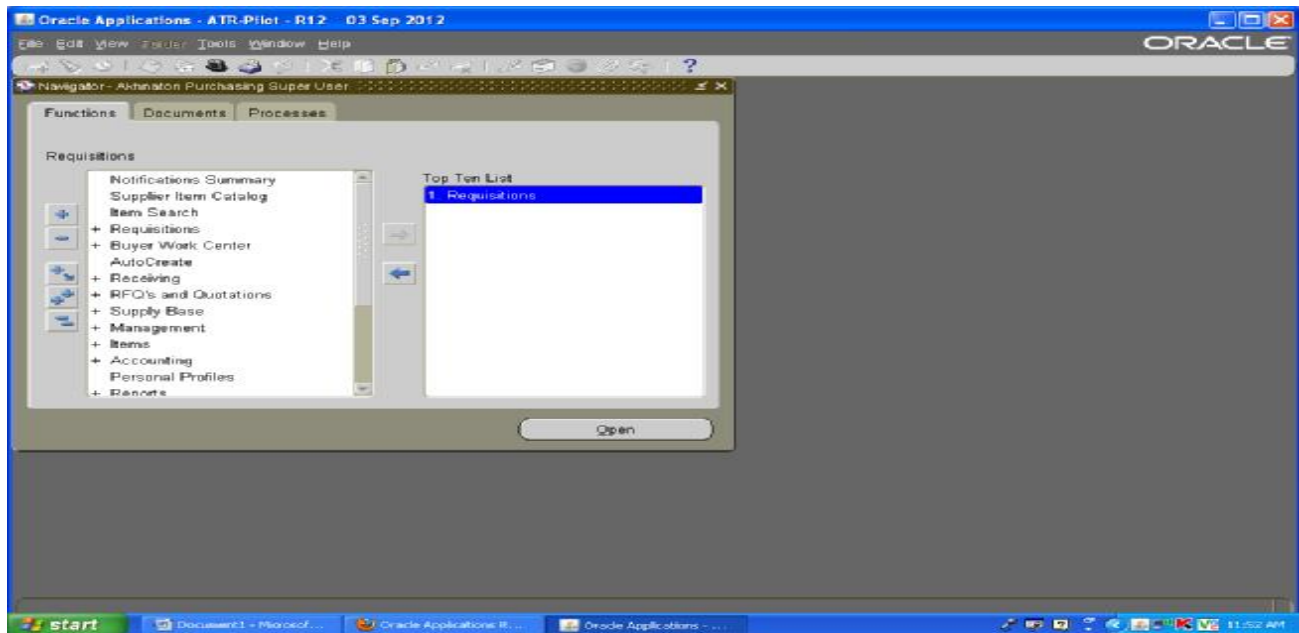 Oracle Applications - ATR-Pilot - R12 03 Sep 2012
File Edit View Folder Tools Window Help
ORACLE
Navigator - Akhnaton Purchasing Super User
Functions Documents Processes
Requisitions
Notifications Summary
Supplier Item Catalog
Item Search
+ Requisitions
+ Buyer Work Center
AutoCreate
+ Receiving
+ RFQ's and Quotations
+ Supply Base
+ Management
+ Items
+ Accounting
Personal Profiles
+ Reports
Top Ten List
1. Requisitions
Open
start
Document1 - Microsof...
Oracle Applications R...
Oracle Applications - ...
11:52 AM